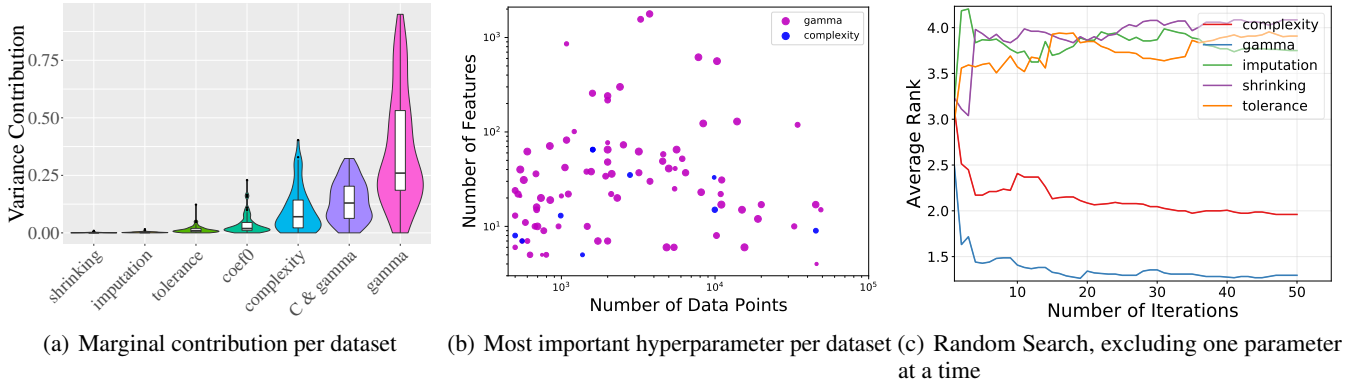 Variance Contribution
0.75
0.50
0.25
0.00
shrinking
imputation
tolerance
coef0
complexity
C & gamma
gamma
(a) Marginal contribution per dataset
Number of Features
10³
10²
10¹
gamma
complexity
10³
10⁴
10⁵
Number of Data Points
(b) Most important hyperparameter per dataset
Average Rank
4.0
3.5
3.0
2.5
2.0
1.5
complexity
gamma
imputation
shrinking
tolerance
10
20
30
40
50
Number of Iterations
(c) Random Search, excluding one parameter
at a time